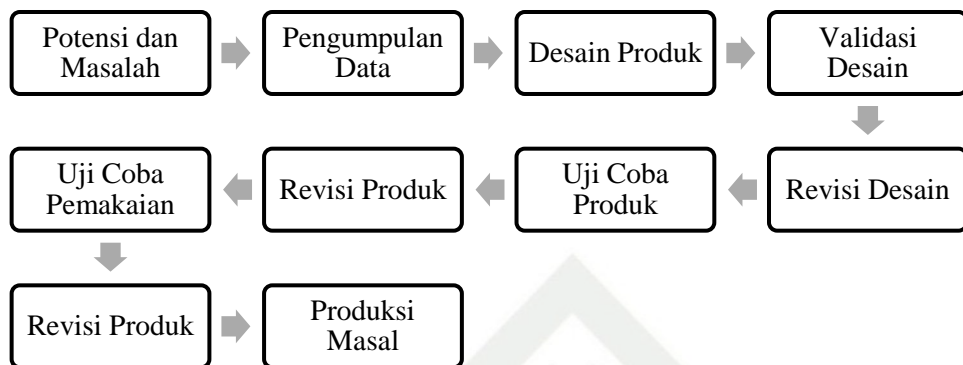 Potensi dan
Masalah
Pengumpulan
Data
Desain Produk
Validasi
Desain
Revisi Desain
Uji Coba
Produk
Revisi Produk
Uji Coba
Pemakaian
Revisi Produk
Produksi
Masal